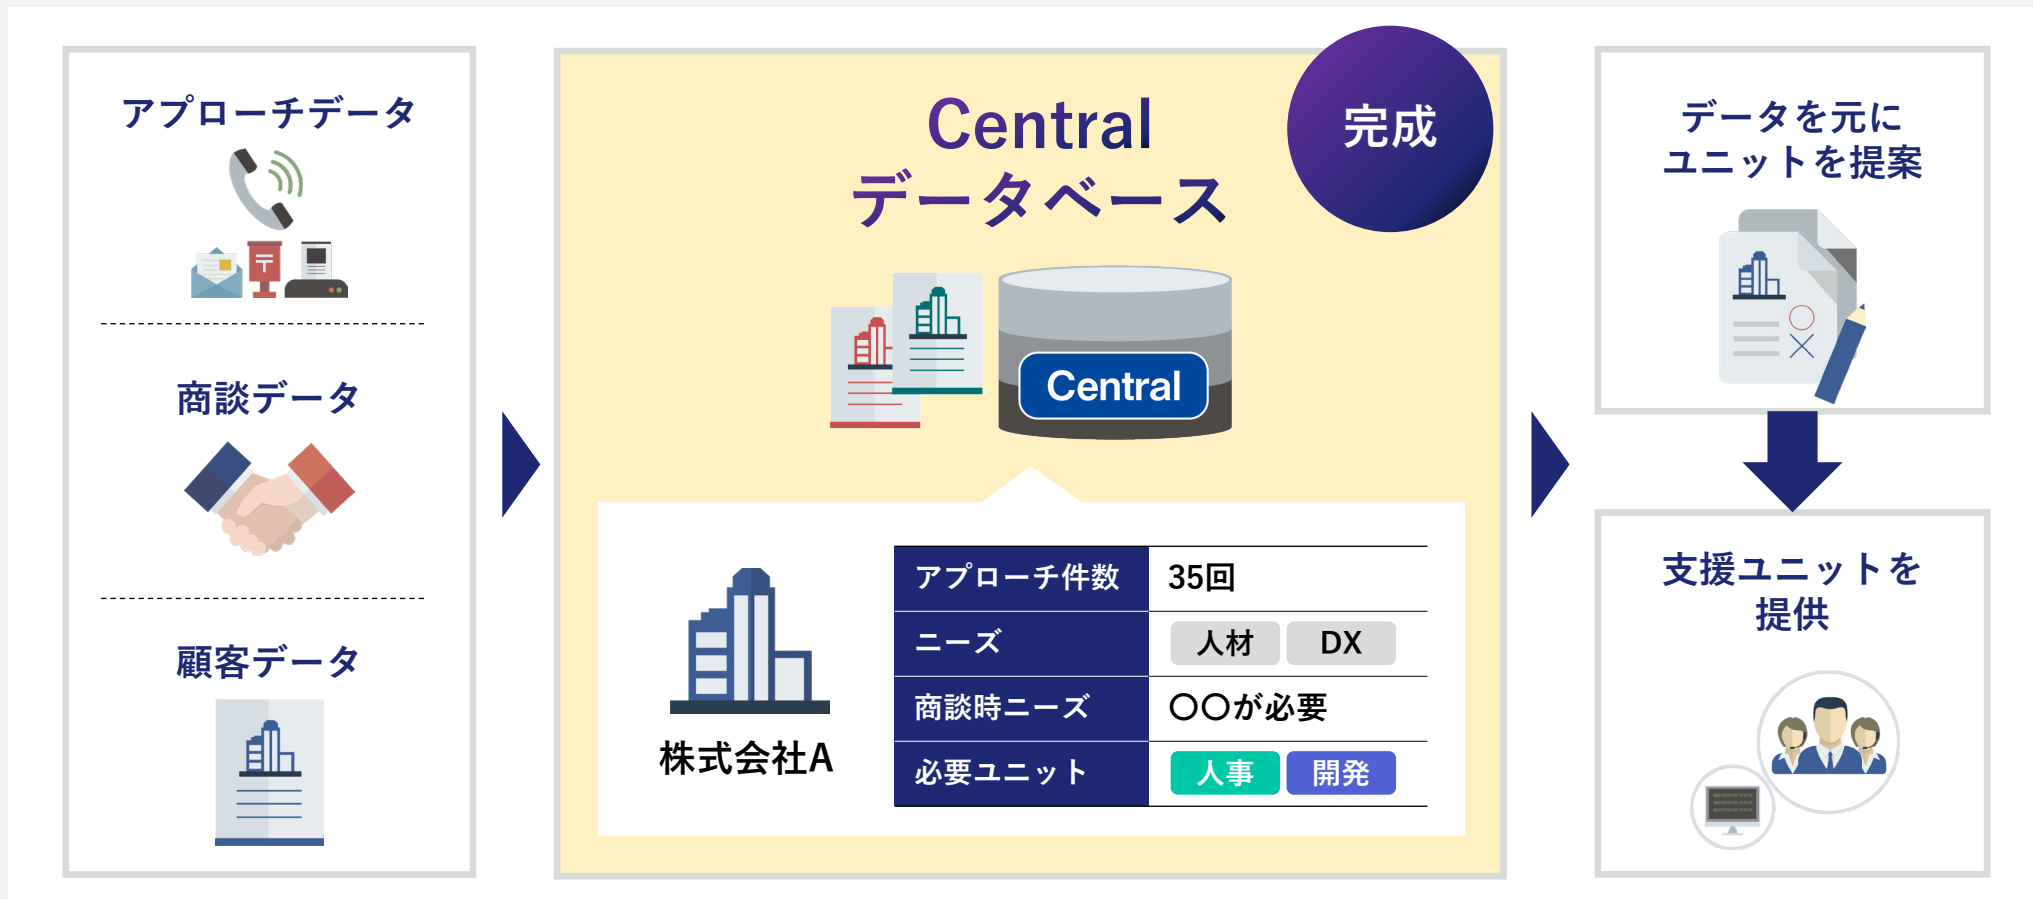 アプローチデータ
〒
商談データ
顧客データ
Central
データベース
完成
Central
株式会社A
アプローチ件数 35回
ニーズ 人材 DX
商談時ニーズ 〇〇が必要
必要ユニット 人事 開発
データを元に
ユニットを提案
支援ユニットを
提供